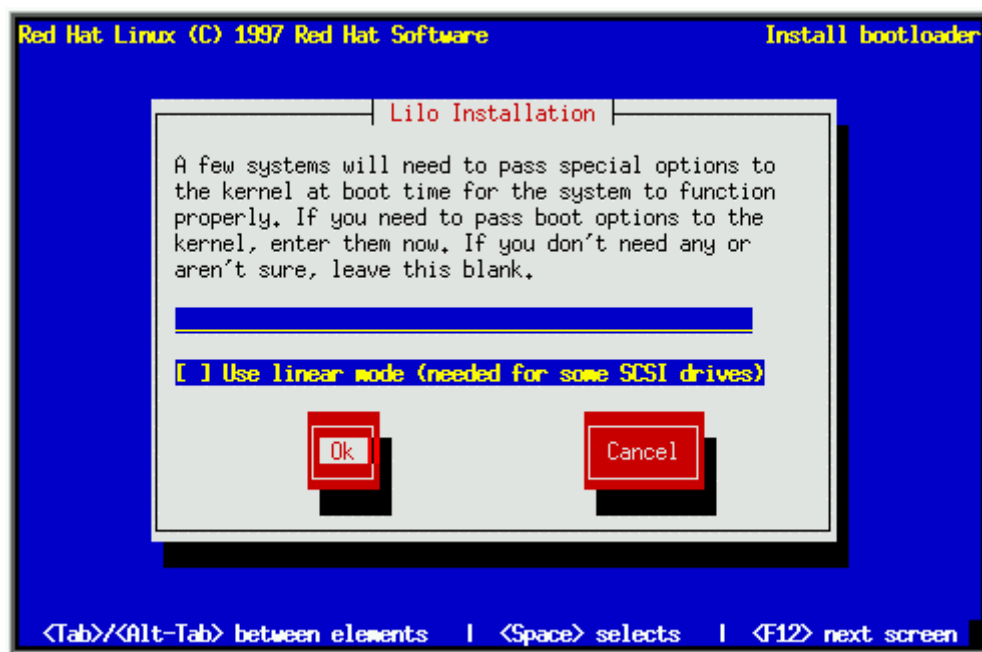 Red Hat Linux (C) 1997 Red Hat Software Install bootloader
Lilo Installation
A few systems will need to pass special options to
the kernel at boot time for the system to function
properly. If you need to pass boot options to the
kernel, enter them now. If you don't need any or
aren't sure, leave this blank.
[ ] Use linear mode (needed for some SCSI drives)
Ok Cancel
<Tab>/<Alt-Tab> between elements | <Space> selects | <F12> next screen